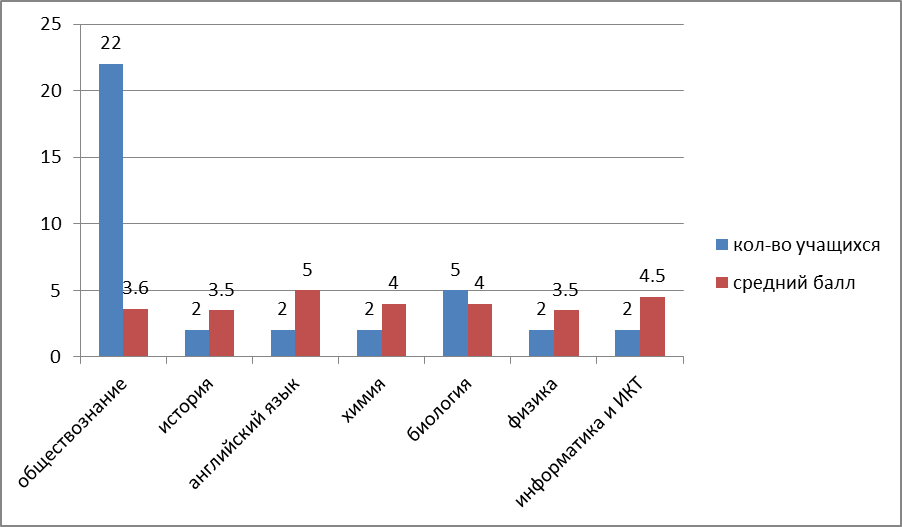 25
20
15
10
5
0
22
3.6
2
3.5
2
5
2
4
5
4
2
3.5
2
4.5
обществознание
история
английский язык
химия
биология
физика
информатика и ИКТ
кол-во учащихся
средний балл